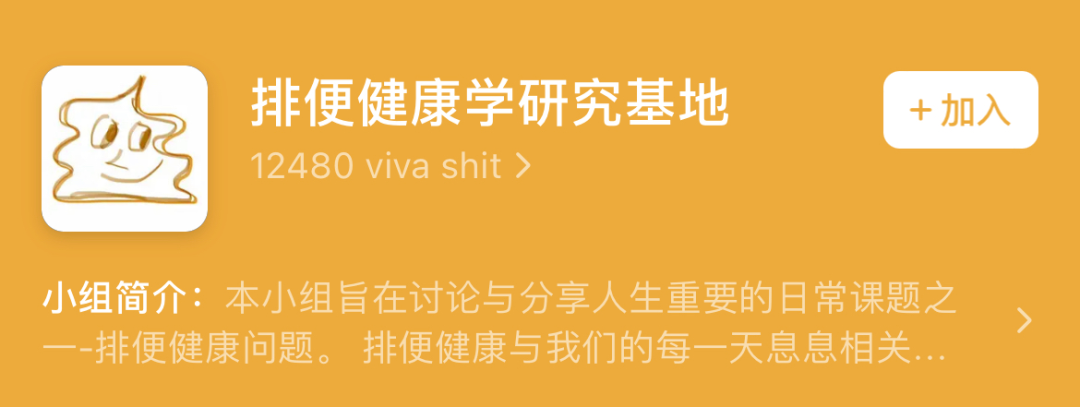 排便健康学研究基地
+ 加入
12480 viva shit >
小组简介：本小组旨在讨论与分享人生重要的日常课题之
一-排便健康问题。 排便健康与我们的每一天息息相关...